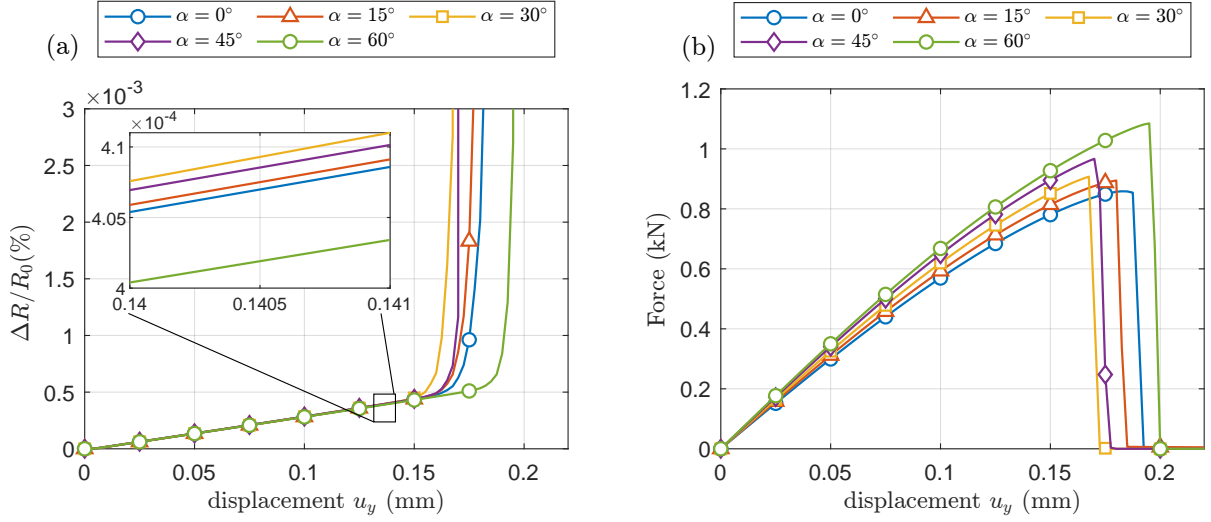 (a)
α = 0° α = 15° α = 30°
α = 45° α = 60°
×10⁻³
3
2.5
2
1.5
1
0.5
0
ΔR/R₀(%)
×10⁻⁴
4.1
4.05
4
0.14 0.1405 0.141
0 0.05 0.1 0.15 0.2
displacement u_y (mm)
(b)
α = 0° α = 15° α = 30°
α = 45° α = 60°
1.2
1
0.8
0.6
0.4
0.2
0
Force (kN)
0 0.05 0.1 0.15 0.2
displacement u_y (mm)